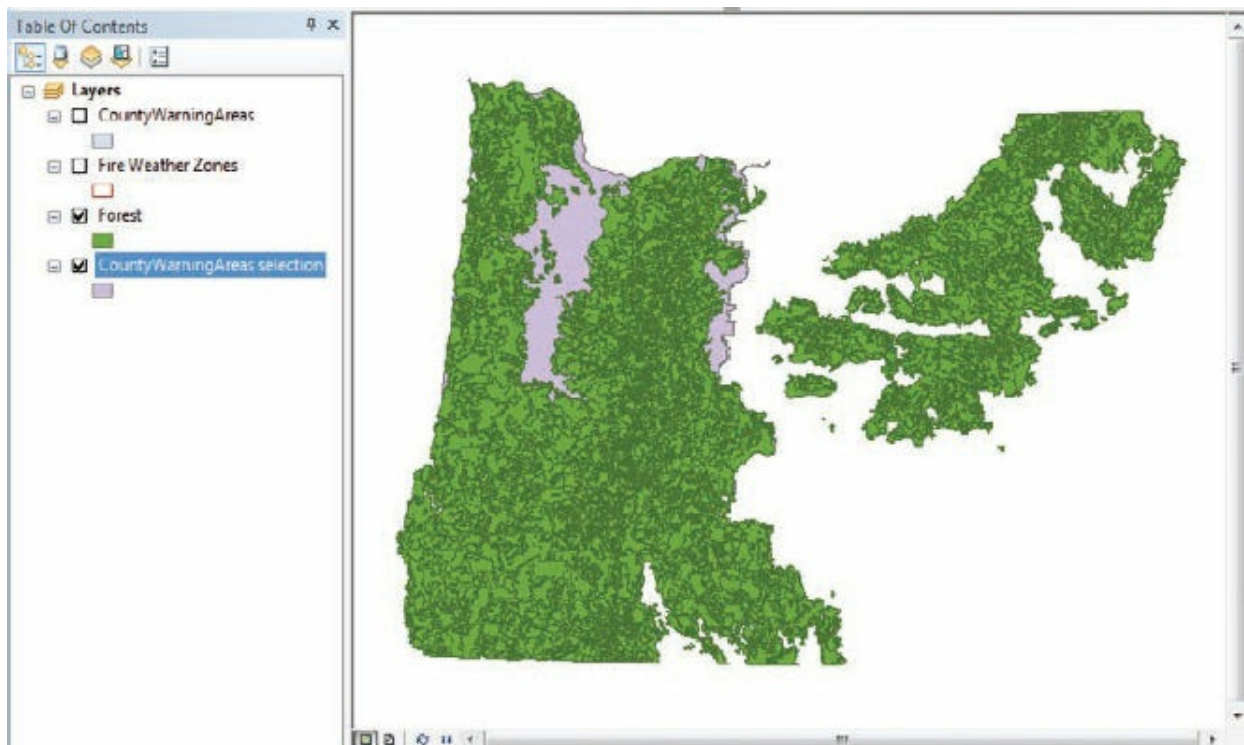 Table Of Contents
Layers
CountyWarningAreas
Fire Weather Zones
Forest
CountyWarningAreas selection